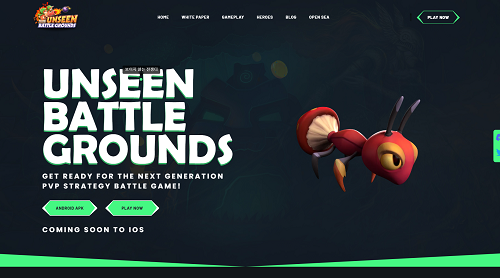 UNSEEN
BATTLE GROUNDS
HOME
WHITE PAPER
GAMEPLAY
HEROES
BLOG
OPEN SEA
PLAY NOW
UNSEEN
BATTLE
GROUNDS
GET READY FOR THE NEXT GENERATION
PVP STRATEGY BATTLE GAME!
ANDROID APK
PLAY NOW
COMING SOON TO IOS